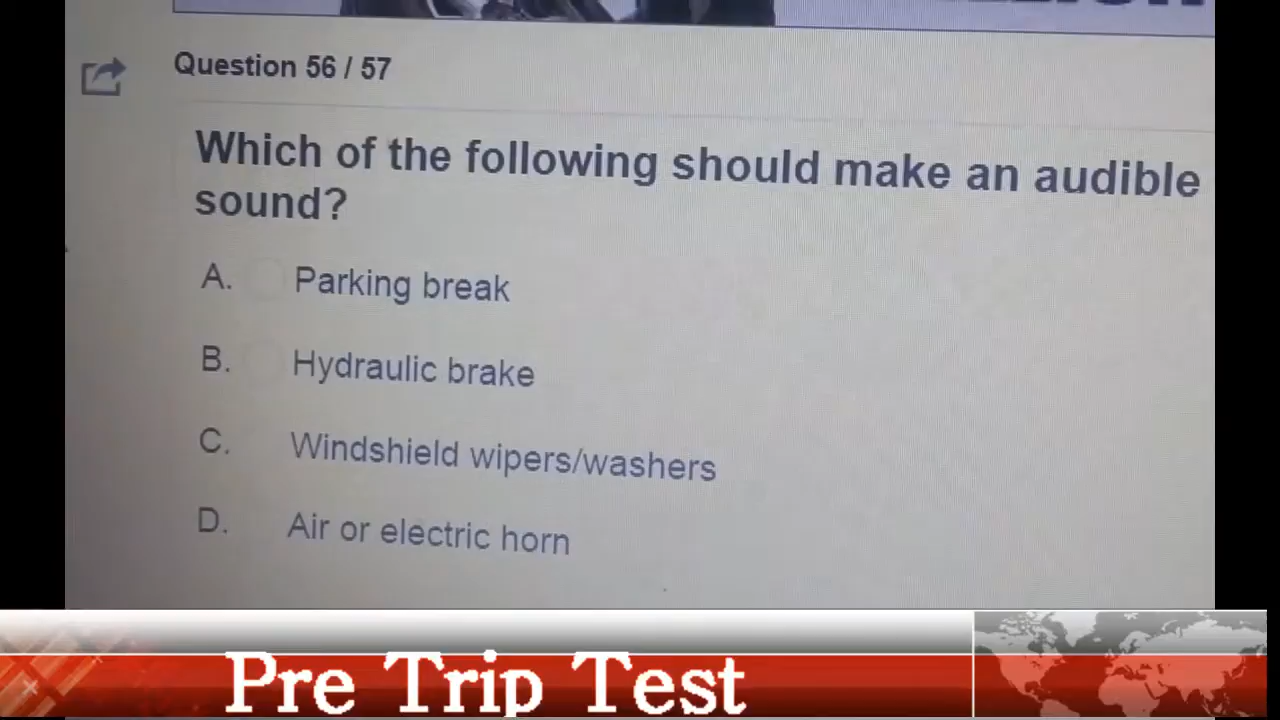 Question 56 / 57
Which of the following should make an audible
sound?
A. Parking break
B. Hydraulic brake
C. Windshield wipers/washers
D. Air or electric horn
Pre Trip Test